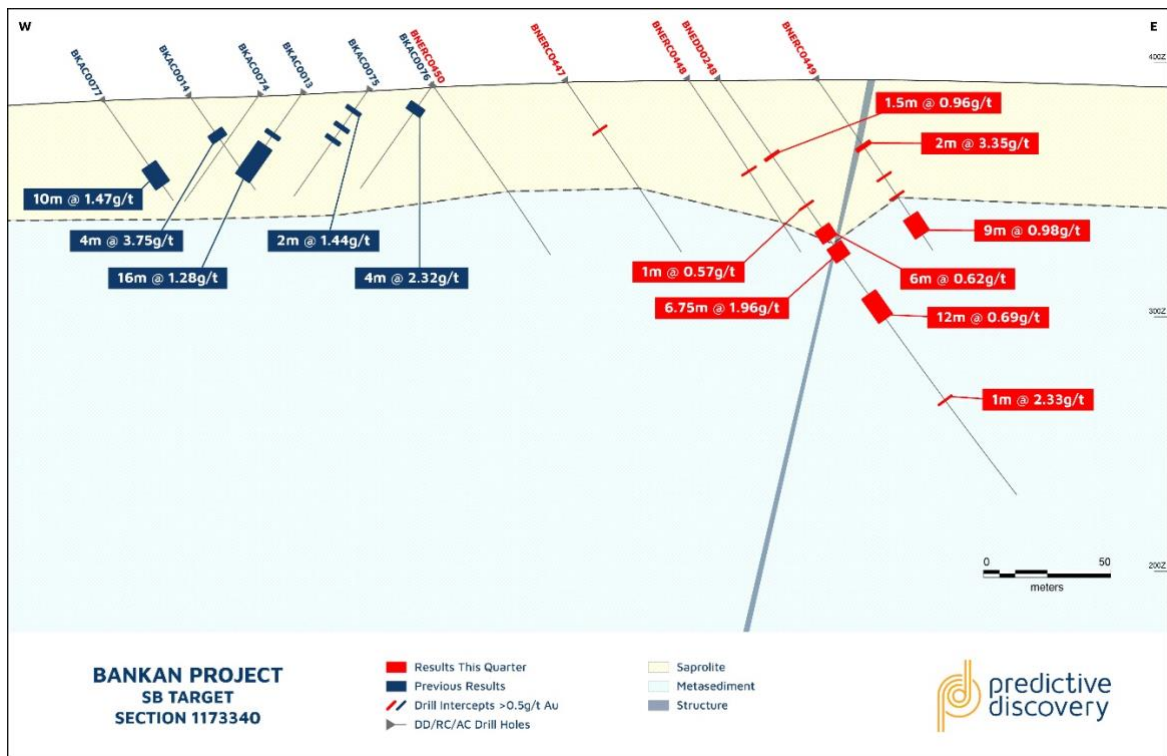 W
E
BKAC0077
BKAC0014
BKAC0074
BKAC0013
BKAC0075
BKAC0076
BNERC0450
BNERC0447
BNERC0448
BNEDD0248
BNERC0449
400Z
1.5m @ 0.96g/t
2m @ 3.35g/t
10m @ 1.47g/t
4m @ 3.75g/t
2m @ 1.44g/t
9m @ 0.98g/t
16m @ 1.28g/t
4m @ 2.32g/t
1m @ 0.57g/t
6m @ 0.62g/t
6.75m @ 1.96g/t
12m @ 0.69g/t
300Z
1m @ 2.33g/t
0 50
meters
200Z
BANKAN PROJECT
SB TARGET
SECTION 1173340
Results This Quarter
Previous Results
Drill Intercepts >0.5g/t Au
DD/RC/AC Drill Holes
Saprolite
Metasediment
Structure
predictive
discovery